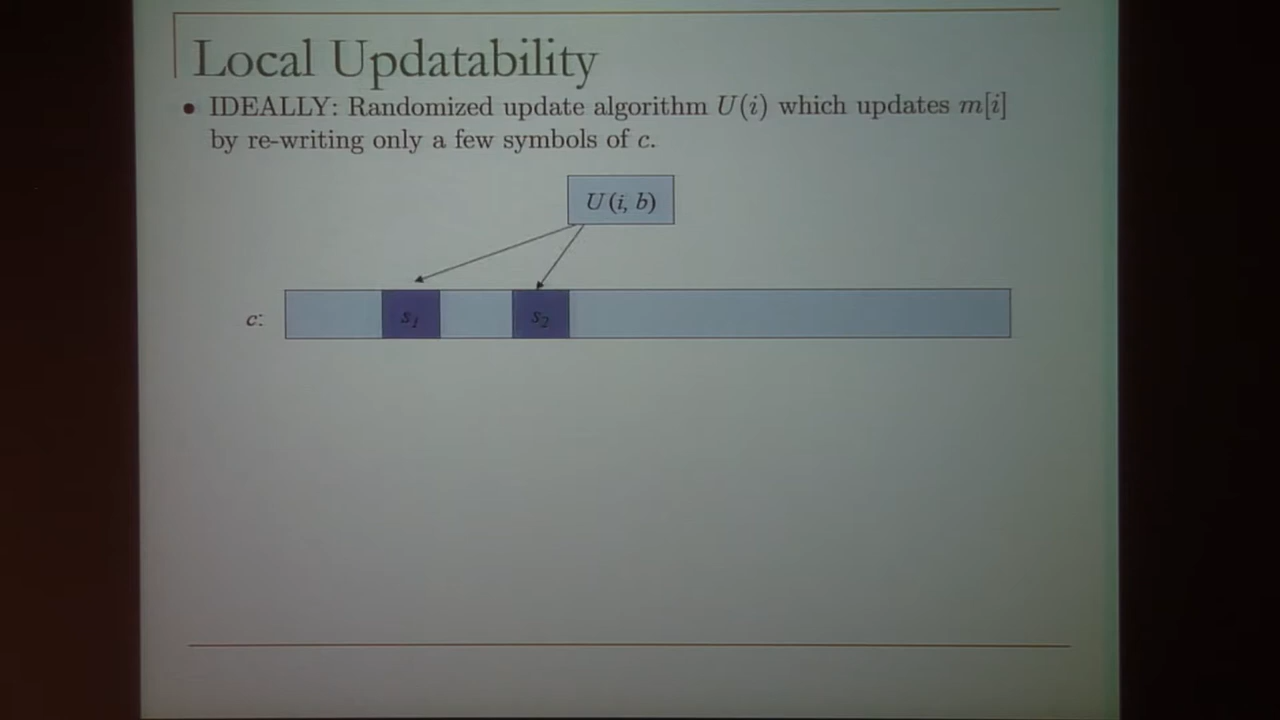 Local Updatability
• IDEALLY: Randomized update algorithm U(i) which updates m[i]
by re-writing only a few symbols of c.
U(i, b)
c:
s₁
s₂